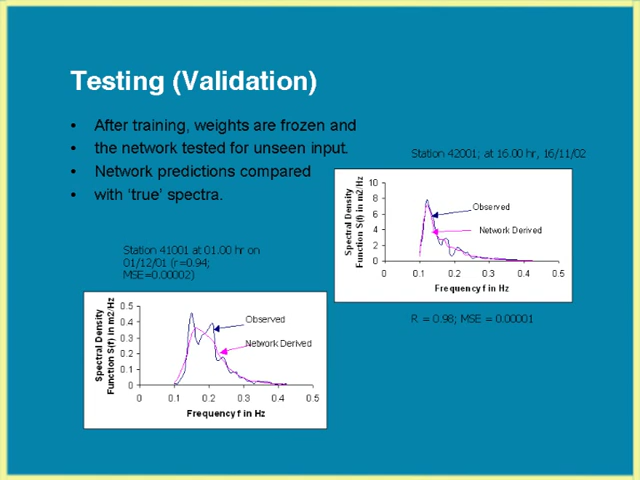 Testing (Validation)
• After training, weights are frozen and
• the network tested for unseen input.
• Network predictions compared
• with ‘true’ spectra.
Station 42001; at 16.00 hr, 16/11/02
Spectral Density
Function S(f) in m2/Hz
10
8
6
4
2
0
Observed
Network Derived
0 0.1 0.2 0.3 0.4 0.5
Frequency f in Hz
R = 0.98; MSE = 0.00001
Station 41001 at 01.00 hr on
01/12/01 (r=0.94;
MSE=0.00002)
Spectral Density
Function S(f) in m2/Hz
0.5
0.4
0.3
0.2
0.1
0
Observed
Network Derived
0 0.1 0.2 0.3 0.4 0.5
Frequency f in Hz